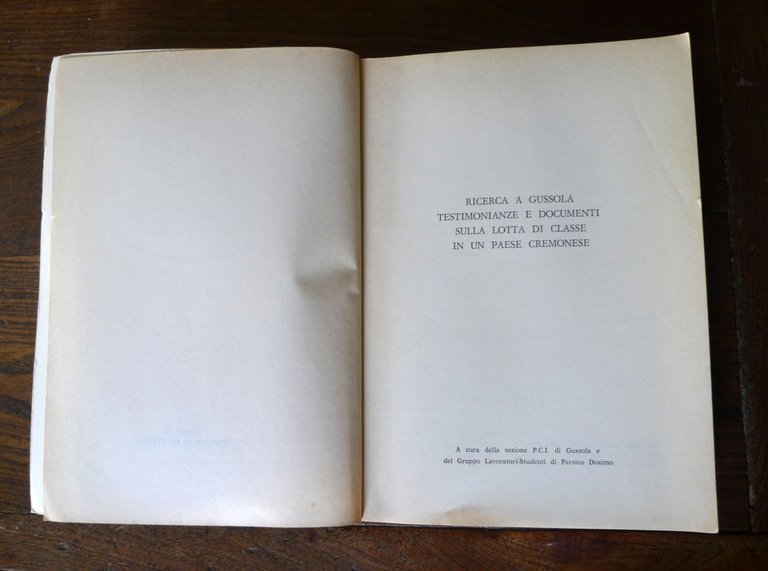 RICERCA A GUSSOLA
TESTIMONIANZE E DOCUMENTI
SULLA LOTTA DI CLASSE
IN UN PAESE CREMONESE
A cura della sezione P.C.I. di Gussola e
del Gruppo Lavoratori-Studenti di Persico Dosimo